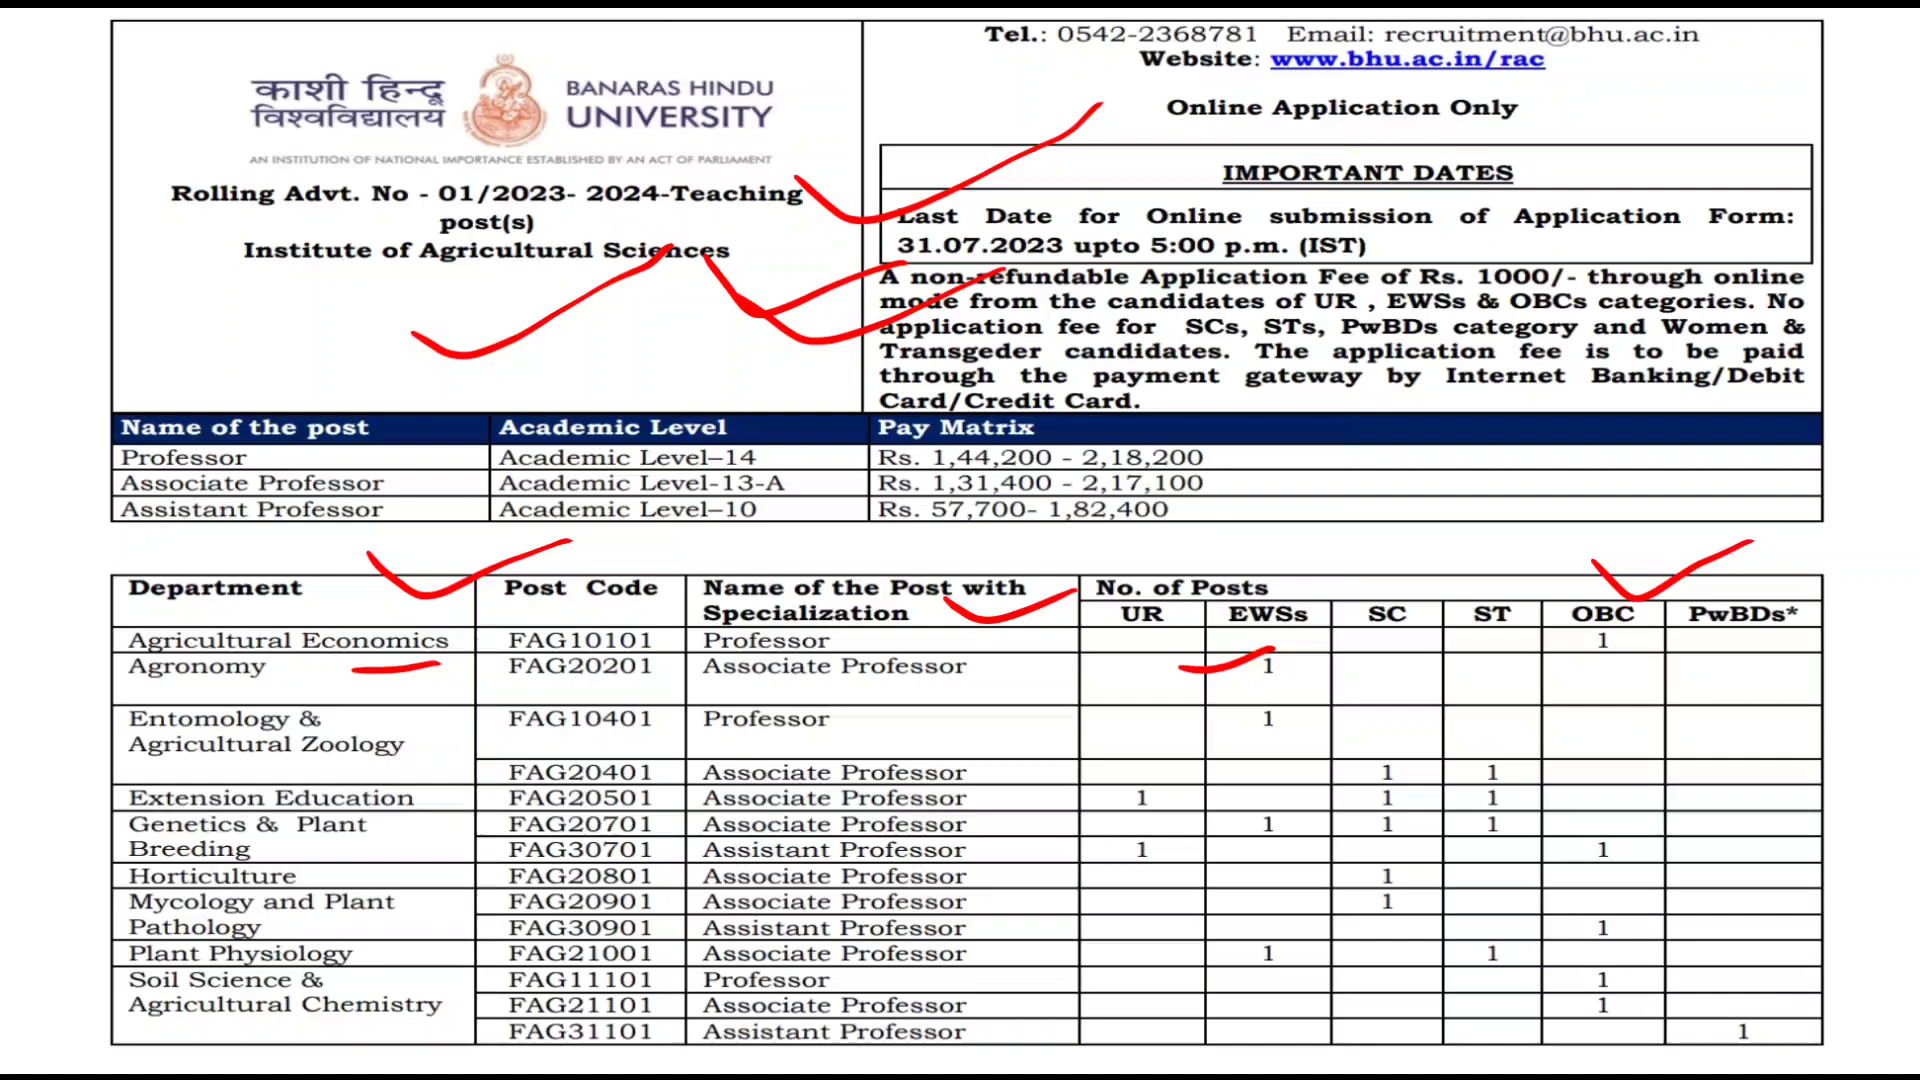 काशी हिन्दू
विश्वविद्यालय
BANARAS HINDU
UNIVERSITY
AN INSTITUTION OF NATIONAL IMPORTANCE ESTABLISHED BY AN ACT OF PARLIAMENT
Rolling Advt. No - 01/2023- 2024-Teaching
post(s)
Institute of Agricultural Sciences
Tel.: 0542-2368781 Email: recruitment@bhu.ac.in
Website: www.bhu.ac.in/rac
Online Application Only
IMPORTANT DATES
Last Date for Online submission of Application Form:
31.07.2023 upto 5:00 p.m. (IST)
A non-refundable Application Fee of Rs. 1000/- through online
mode from the candidates of UR , EWSs & OBCs categories. No
application fee for SCs, STs, PwBDs category and Women &
Transgeder candidates. The application fee is to be paid
through the payment gateway by Internet Banking/Debit
Card/Credit Card.
Name of the post Academic Level Pay Matrix
Professor Academic Level–14 Rs. 1,44,200 - 2,18,200
Associate Professor Academic Level-13-A Rs. 1,31,400 - 2,17,100
Assistant Professor Academic Level–10 Rs. 57,700- 1,82,400
Department Post Code Name of the Post with No. of Posts
Specialization UR EWSs SC ST OBC PwBDs*
Agricultural Economics FAG10101 Professor 1
Agronomy FAG20201 Associate Professor 1
Entomology & FAG10401 Professor 1
Agricultural Zoology
FAG20401 Associate Professor 1 1
Extension Education FAG20501 Associate Professor 1 1 1
Genetics & Plant FAG20701 Associate Professor 1 1 1
Breeding FAG30701 Assistant Professor 1 1
Horticulture FAG20801 Associate Professor 1
Mycology and Plant FAG20901 Associate Professor 1
Pathology FAG30901 Assistant Professor 1
Plant Physiology FAG21001 Associate Professor 1 1
Soil Science & FAG11101 Professor 1
Agricultural Chemistry FAG21101 Associate Professor 1
FAG31101 Assistant Professor 1